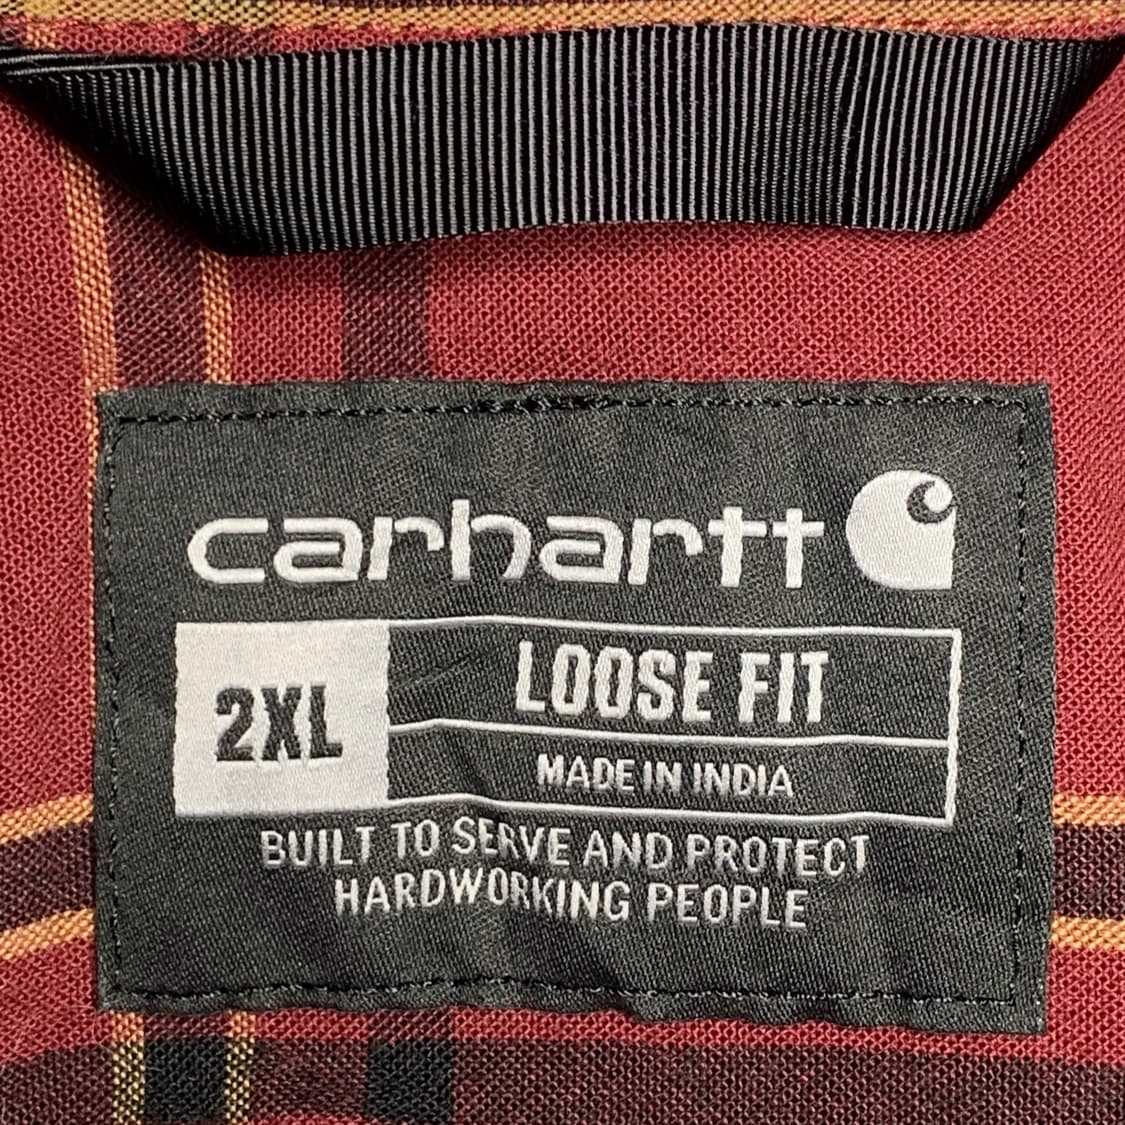 carhartt
2XL
LOOSE FIT
MADE IN INDIA
BUILT TO SERVE AND PROTECT
HARDWORKING PEOPLE